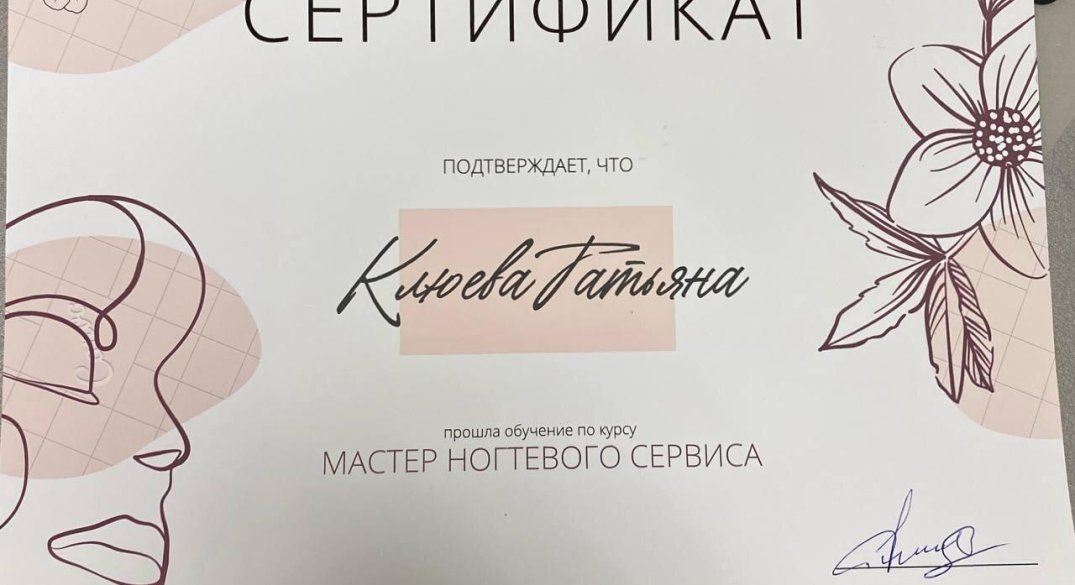 СЕРТИФИКАТ
ПОДТВЕРЖДАЕТ, ЧТО
Клюева Татьяна
прошла обучение по курсу
МАСТЕР НОГТЕВОГО СЕРВИСА